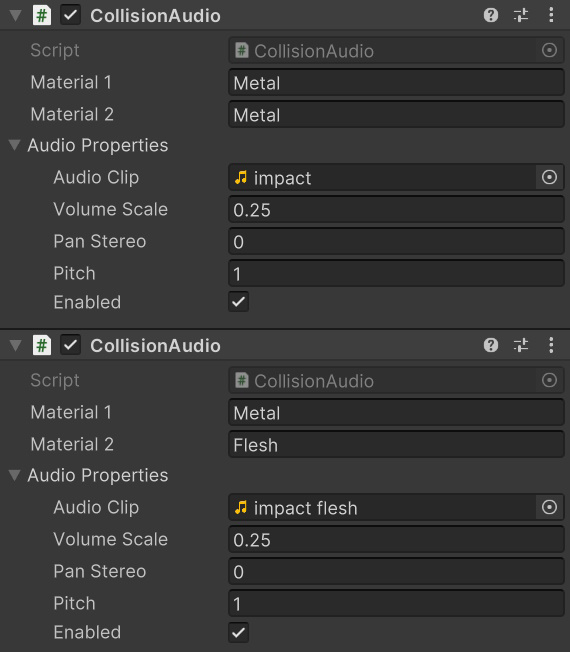 CollisionAudio
Script CollisionAudio
Material 1 Metal
Material 2 Metal
Audio Properties
Audio Clip impact
Volume Scale 0.25
Pan Stereo 0
Pitch 1
Enabled
CollisionAudio
Script CollisionAudio
Material 1 Metal
Material 2 Flesh
Audio Properties
Audio Clip impact flesh
Volume Scale 0.25
Pan Stereo 0
Pitch 1
Enabled